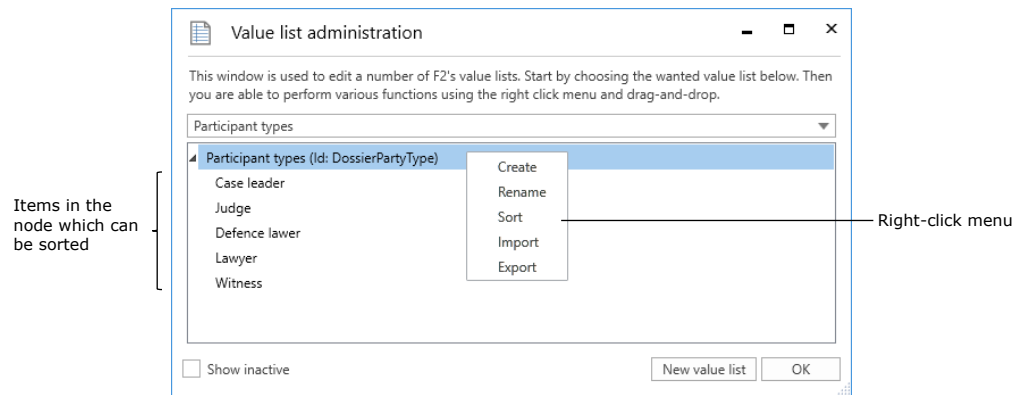 Value list administration
This window is used to edit a number of F2's value lists. Start by choosing the wanted value list below. Then
you are able to perform various functions using the right click menu and drag-and-drop.
Participant types
Participant types (Id: DossierPartyType)
Case leader
Judge
Defence lawer
Lawyer
Witness
Create
Rename
Sort
Import
Export
Items in the
node which can
be sorted
Right-click menu
Show inactive
New value list
OK